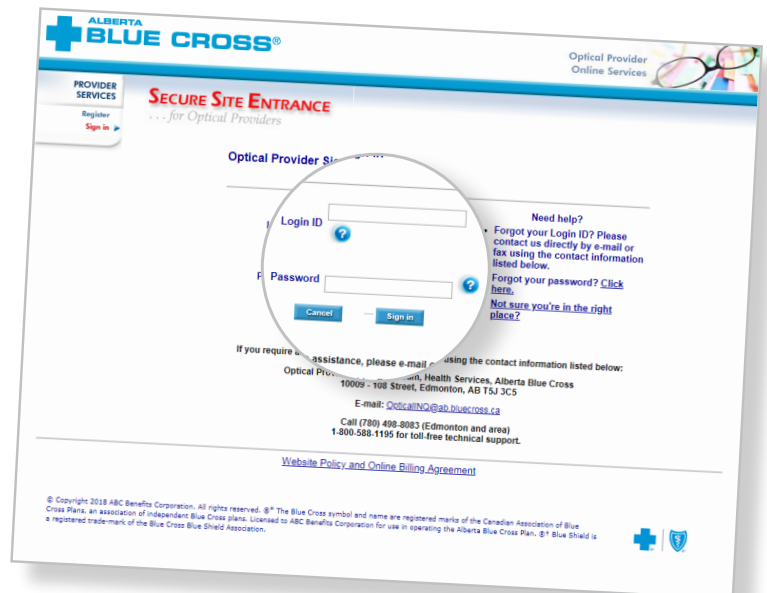 ALBERTA
BLUE CROSS®
Optical Provider
Online Services
PROVIDER
SERVICES
Register
Sign in
SECURE SITE ENTRANCE
. . . for Optical Providers
Optical Provider
Login ID
?
Password
?
Cancel
Sign in
Need help?
• Forgot your Login ID? Please
contact us directly by e-mail or
fax using the contact information
listed below.
Forgot your password? Click
here.
Not sure you're in the right
place?
If you require assistance, please e-mail using the contact information listed below:
Optical Health Services, Alberta Blue Cross
10009 - 108 Street, Edmonton, AB T5J 3C5
E-mail: OpticalINQ@ab.bluecross.ca
Call (780) 498-8083 (Edmonton and area)
1-800-588-1195 for toll-free technical support.
Website Policy and Online Billing Agreement
© Copyright 2018 ABC Benefits Corporation. All rights reserved. ®* The Blue Cross symbol and name are registered marks of the Canadian Association of Blue
Cross Plans, an association of independent Blue Cross plans. Licensed to ABC Benefits Corporation for use in operating the Alberta Blue Cross Plan. ®† Blue Shield is
a registered trade-mark of the Blue Cross Blue Shield Association.